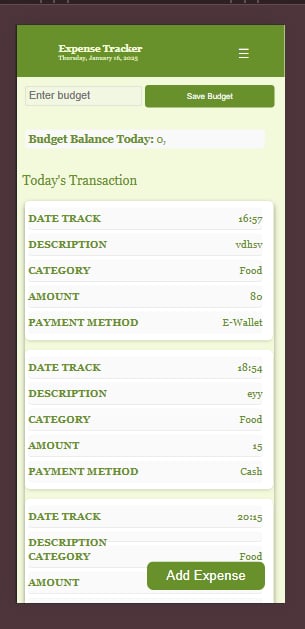 Expense Tracker
Thursday, January 16, 2025
Enter budget
Save Budget
Budget Balance Today: 0,
Today's Transaction
DATE TRACK 16:57
DESCRIPTION vdhsv
CATEGORY Food
AMOUNT 80
PAYMENT METHOD E-Wallet
DATE TRACK 18:54
DESCRIPTION eyy
CATEGORY Food
AMOUNT 15
PAYMENT METHOD Cash
DATE TRACK 20:15
DESCRIPTION
CATEGORY Food
AMOUNT
Add Expense